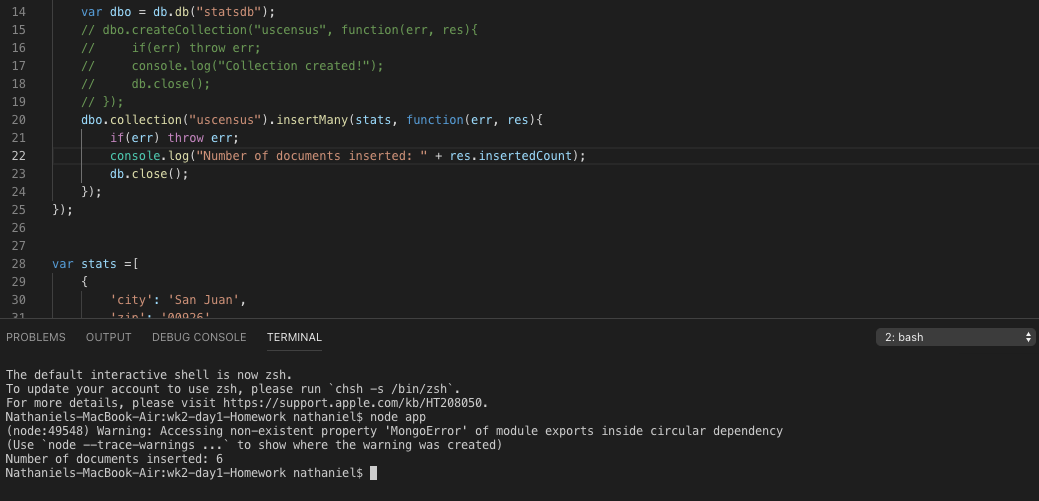 14 var dbo = db.db("statsdb");
15 // dbo.createCollection("uscensus", function(err, res){
16 //     if(err) throw err;
17 //     console.log("Collection created!");
18 //     db.close();
19 // });
20 dbo.collection("uscensus").insertMany(stats, function(err, res){
21 if(err) throw err;
22 console.log("Number of documents inserted: " + res.insertedCount);
23 db.close();
24 });
25 });
26
27
28 var stats =[
29 {
30 'city': 'San Juan',
31 'zip': '00926'
PROBLEMS OUTPUT DEBUG CONSOLE TERMINAL 2: bash
The default interactive shell is now zsh.
To update your account to use zsh, please run `chsh -s /bin/zsh`.
For more details, please visit https://support.apple.com/kb/HT208050.
Nathaniels-MacBook-Air:wk2-day1-Homework nathaniel$ node app
(node:49548) Warning: Accessing non-existent property 'MongoError' of module exports inside circular dependency
(Use `node --trace-warnings ...` to show where the warning was created)
Number of documents inserted: 6
Nathaniels-MacBook-Air:wk2-day1-Homework nathaniel$